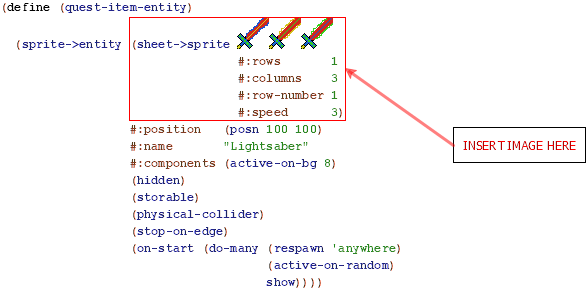 (define (quest-item-entity)
(sprite->entity (sheet->sprite
#:rows 1
#:columns 3
#:row-number 1
#:speed 3)
#:position (posn 100 100)
#:name "Lightsaber"
#:components (active-on-bg 8)
(hidden)
(storable)
(physical-collider)
(stop-on-edge)
(on-start (do-many (respawn 'anywhere)
(active-on-random)
show))))
INSERT IMAGE HERE